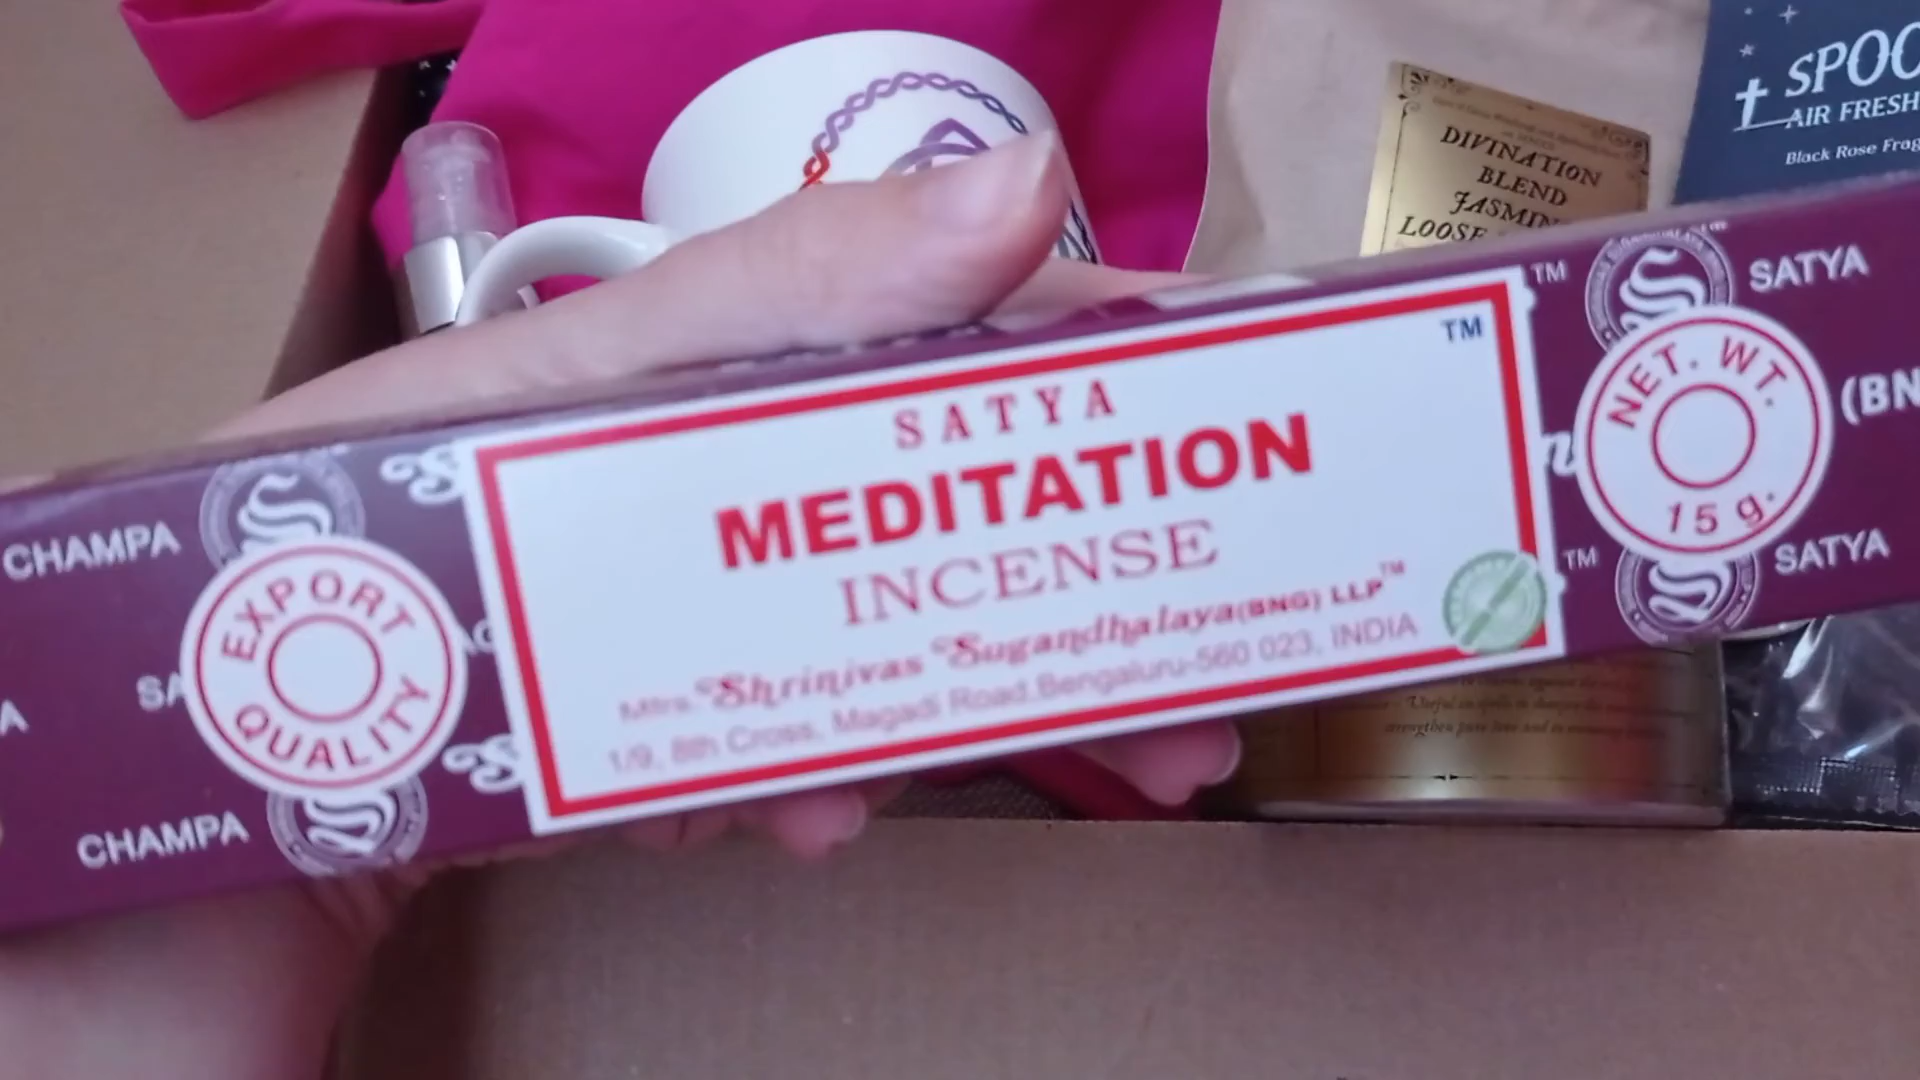 SPOO
AIR FRESH
Black Rose Frag
DIVINATION
BLEND
JASMIN
LOOSE
SATYA
MEDITATION
INCENSE
Mfrs. Shrinivas Sugandhalaya(BNG) LLP™
1/9, 8th Cross, Magadi Road, Bengaluru-560 023, INDIA
TM
EXPORT
QUALITY
CHAMPA
SA
CHAMPA
A
TM
SATYA
NET. WT.
15 g.
(BN
TM
SATYA